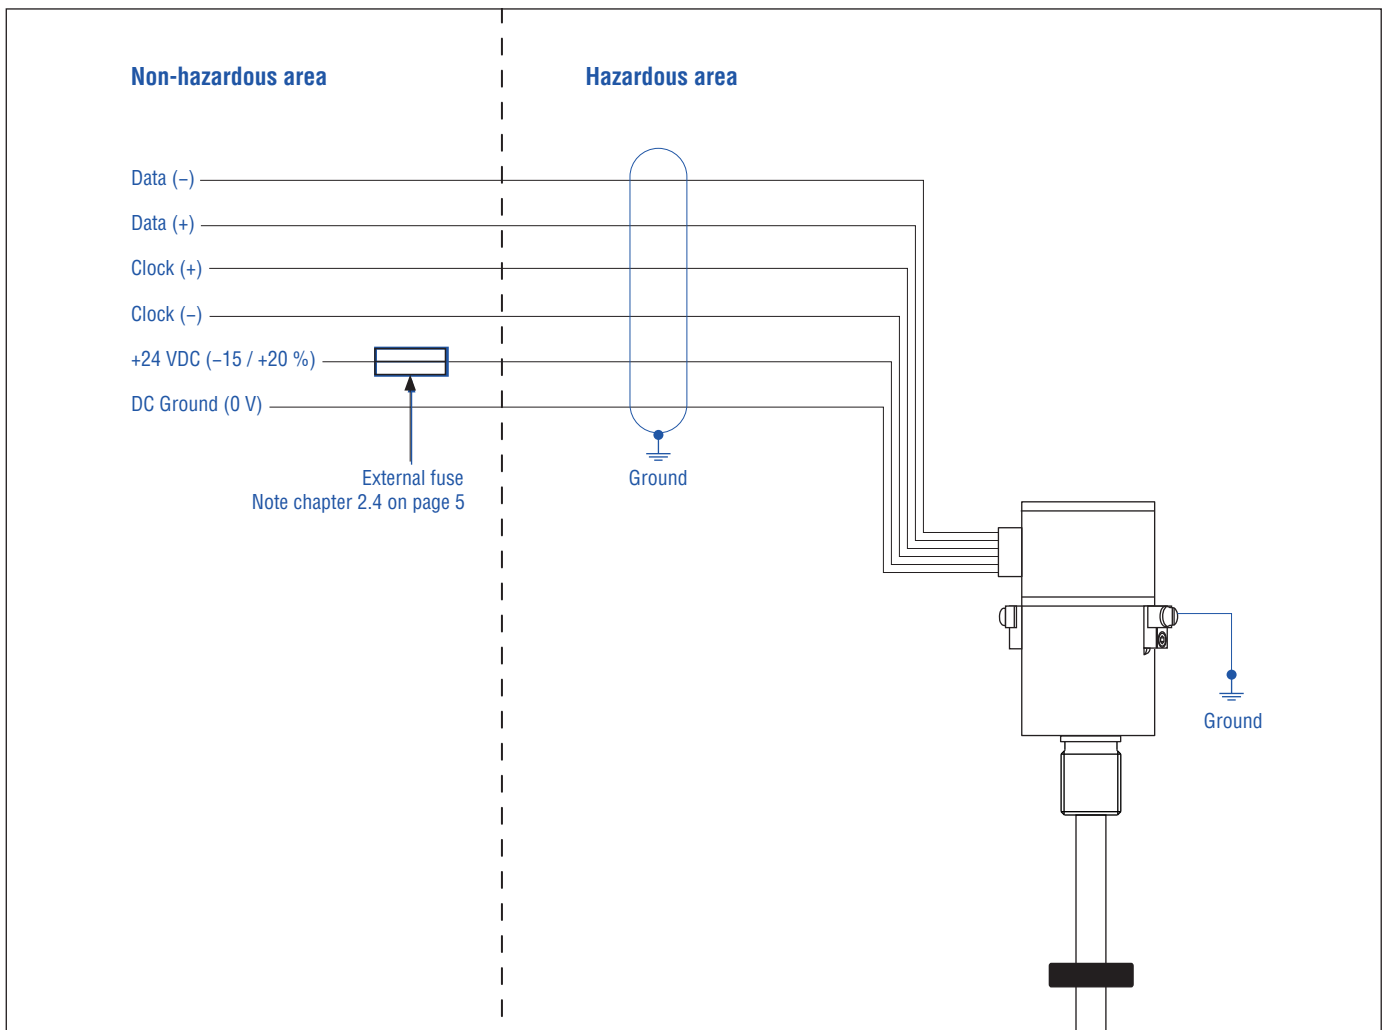 Non-hazardous area
Hazardous area
Data (−)
Data (+)
Clock (+)
Clock (−)
+24 VDC (−15 / +20 %)
DC Ground (0 V)
External fuse
Note chapter 2.4 on page 5
Ground
Ground